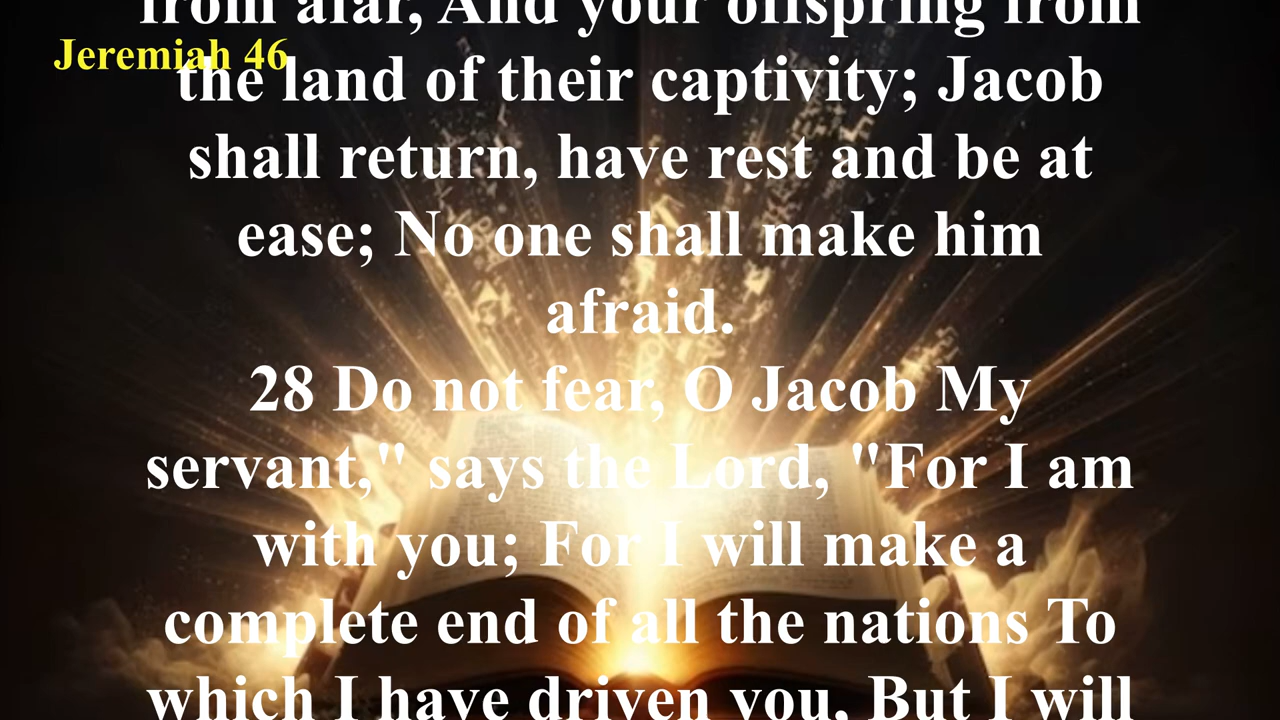 from afar, And your offspring from
Jeremiah 46
the land of their captivity; Jacob
shall return, have rest and be at
ease; No one shall make him
afraid.
28 Do not fear, O Jacob My
servant," says the Lord, "For I am
with you; For I will make a
complete end of all the nations To
which I have driven you, But I will